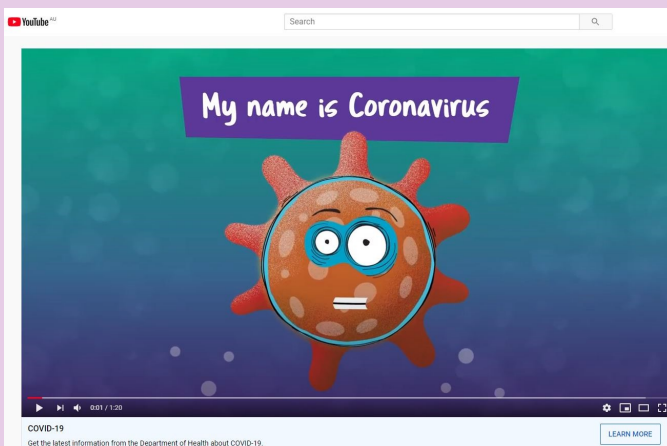 YouTube AU
Search
My name is Coronavirus
0:01 / 1:20
COVID-19
LEARN MORE
Get the latest information from the Department of Health about COVID-19.